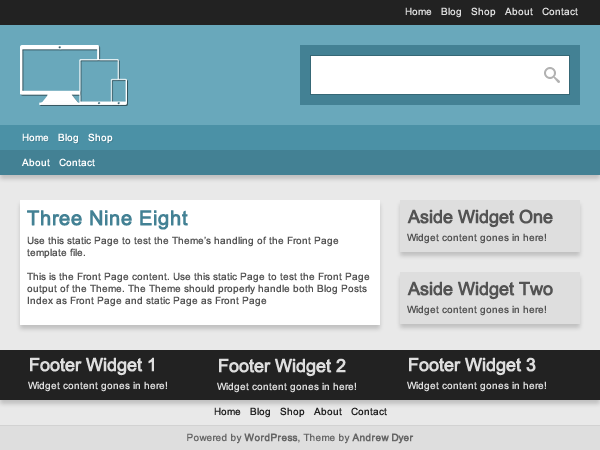 Home Blog Shop About Contact
Home Blog Shop
About Contact
Three Nine Eight
Use this static Page to test the Theme's handling of the Front Page
template file.
This is the Front Page content. Use this static Page to test the Front Page
output of the Theme. The Theme should properly handle both Blog Posts
Index as Front Page and static Page as Front Page
Aside Widget One
Widget content gones in here!
Aside Widget Two
Widget content gones in here!
Footer Widget 1
Widget content gones in here!
Footer Widget 2
Widget content gones in here!
Footer Widget 3
Widget content gones in here!
Home Blog Shop About Contact
Powered by WordPress, Theme by Andrew Dyer